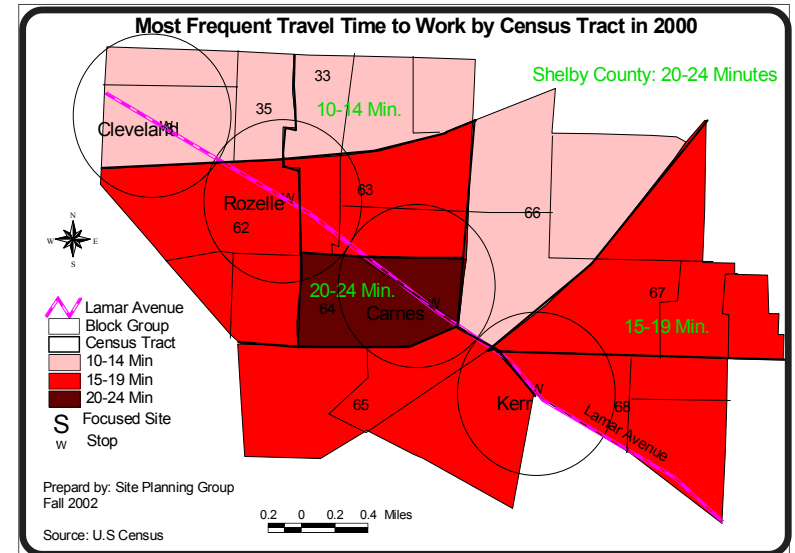 Most Frequent Travel Time to Work by Census Tract in 2000
Shelby County: 20-24 Minutes
33
35
10-14 Min.
Cleveland
W
63
Rozelle
W
62
66
N
W E
S
20-24 Min.
64
Carnes
W
67
15-19 Min.
Lamar Avenue
Block Group
Census Tract
10-14 Min
15-19 Min
20-24 Min
S Focused Site
W Stop
65
Kerr
W
68
Lamar Avenue
Prepard by: Site Planning Group
Fall 2002
0.2 0 0.2 0.4 Miles
Source: U.S Census